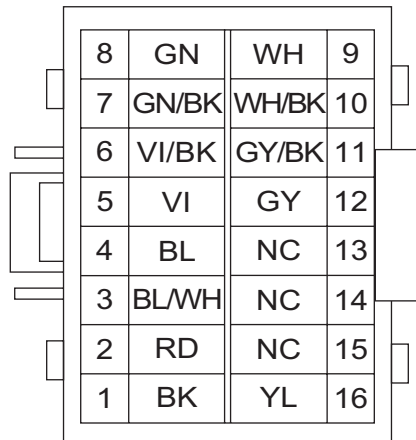 8 GN WH 9
7 GN/BK WH/BK 10
6 VI/BK GY/BK 11
5 VI GY 12
4 BL NC 13
3 BL/WH NC 14
2 RD NC 15
1 BK YL 16